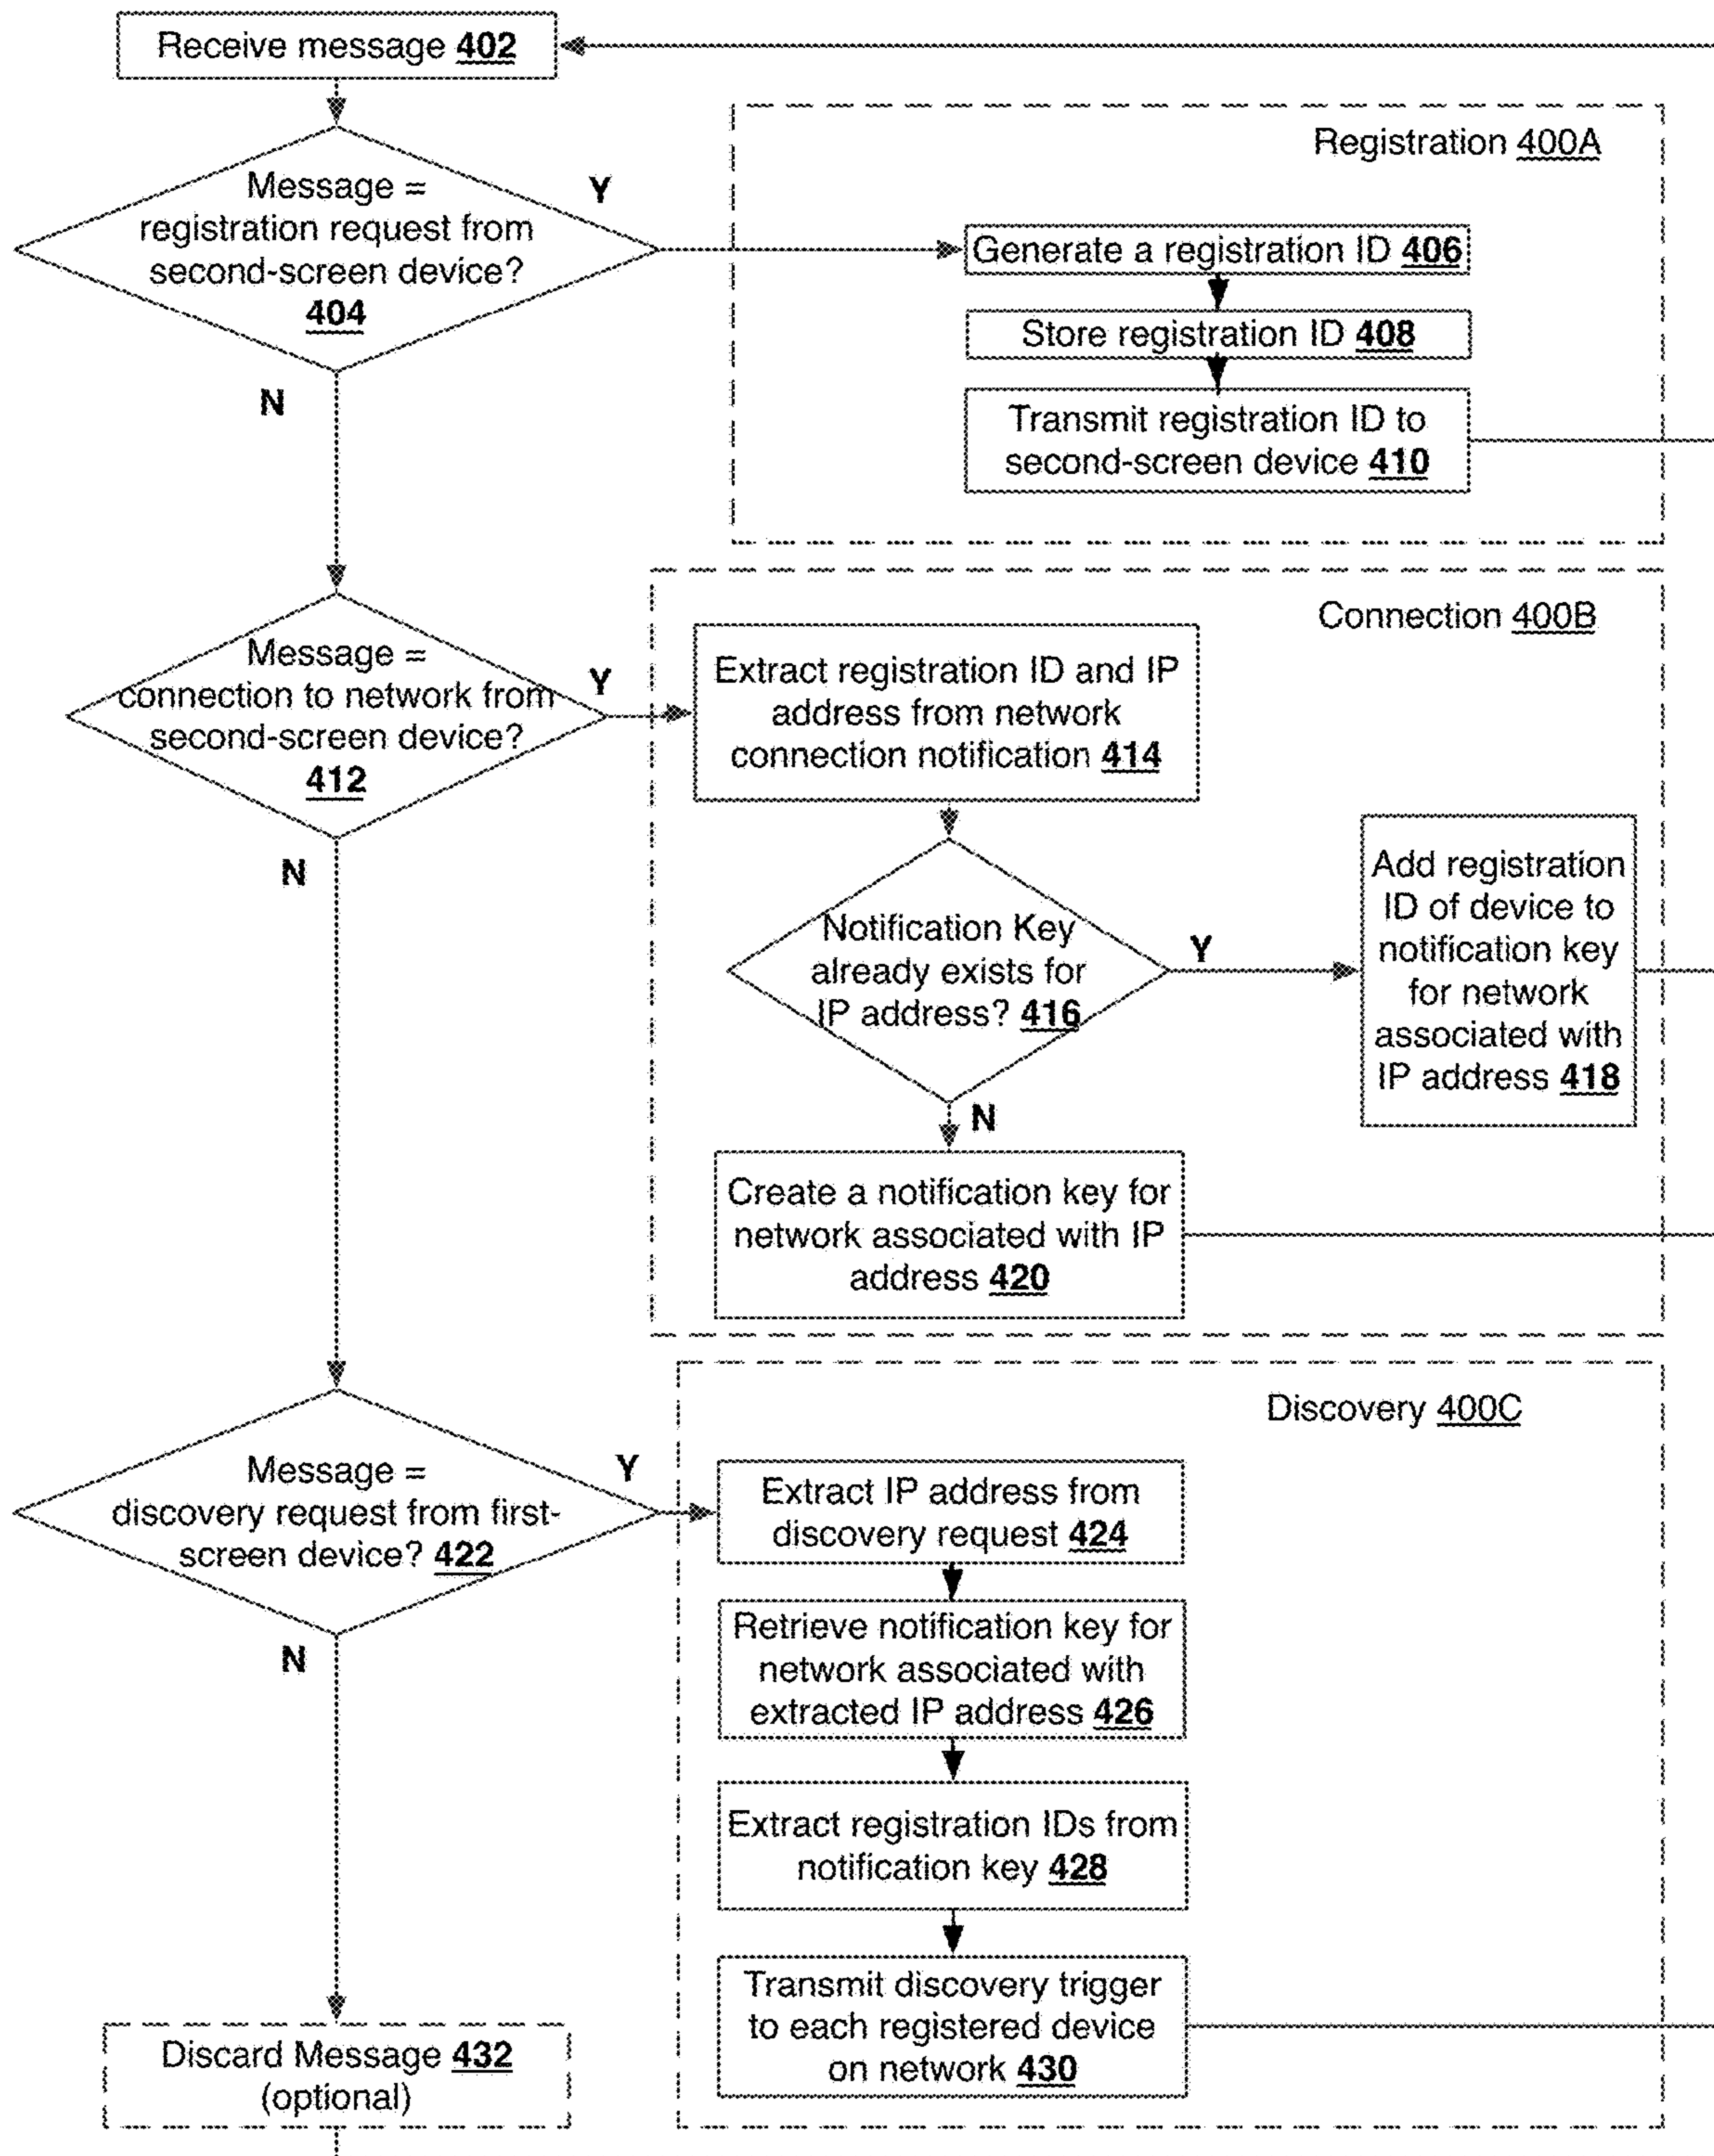 Receive message 402
Message =
registration request from
second-screen device?
404
Y
N
Registration 400A
Generate a registration ID 406
Store registration ID 408
Transmit registration ID to
second-screen device 410
Message =
connection to network from
second-screen device?
412
Y
N
Connection 400B
Extract registration ID and IP
address from network
connection notification 414
Notification Key
already exists for
IP address? 416
Y
N
Add registration
ID of device to
notification key
for network
associated with
IP address 418
Create a notification key for
network associated with IP
address 420
Message =
discovery request from first-
screen device? 422
Y
N
Discovery 400C
Extract IP address from
discovery request 424
Retrieve notification key for
network associated with
extracted IP address 426
Extract registration IDs from
notification key 428
Transmit discovery trigger
to each registered device
on network 430
Discard Message 432
(optional)